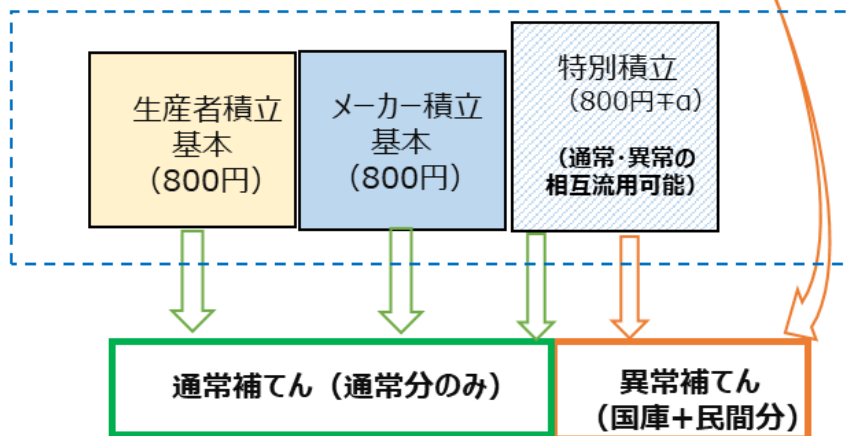 生産者積立
基本
（800円）
メーカー積立
基本
（800円）
特別積立
（800円∓α）
（通常・異常の
相互流用可能）
通常補てん（通常分のみ）
異常補てん
（国庫＋民間分）